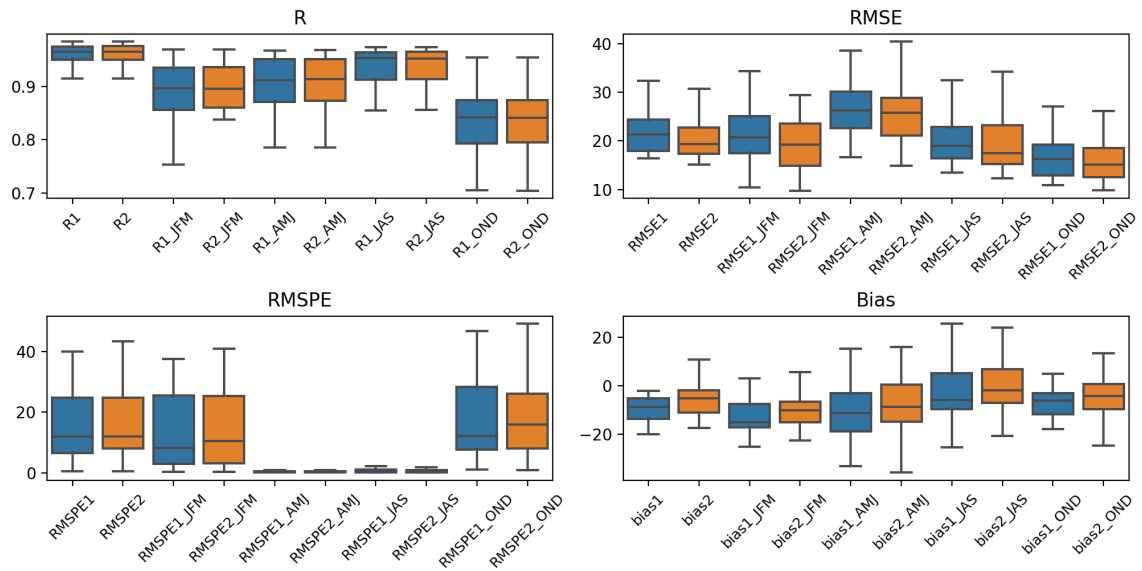 R
0.9
0.8
0.7
R1
R2
R1_JFM
R2_JFM
R1_AMJ
R2_AMJ
R1_JAS
R2_JAS
R1_OND
R2_OND
RMSE
40
30
20
10
RMSE1
RMSE2
RMSE1_JFM
RMSE2_JFM
RMSE1_AMJ
RMSE2_AMJ
RMSE1_JAS
RMSE2_JAS
RMSE1_OND
RMSE2_OND
RMSPE
40
20
0
RMSPE1
RMSPE2
RMSPE1_JFM
RMSPE2_JFM
RMSPE1_AMJ
RMSPE2_AMJ
RMSPE1_JAS
RMSPE2_JAS
RMSPE1_OND
RMSPE2_OND
Bias
20
0
−20
bias1
bias2
bias1_JFM
bias2_JFM
bias1_AMJ
bias2_AMJ
bias1_JAS
bias2_JAS
bias1_OND
bias2_OND